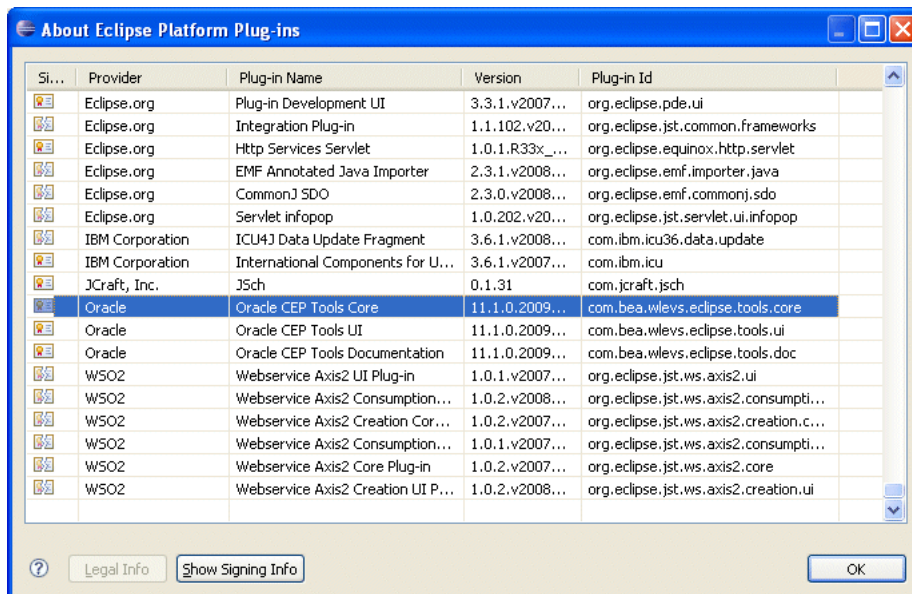 About Eclipse Platform Plug-ins
Si... Provider Plug-in Name Version Plug-in Id
Eclipse.org Plug-in Development UI 3.3.1.v2007... org.eclipse.pde.ui
Eclipse.org Integration Plug-in 1.1.102.v20... org.eclipse.jst.common.frameworks
Eclipse.org Http Services Servlet 1.0.1.R33x_... org.eclipse.equinox.http.servlet
Eclipse.org EMF Annotated Java Importer 2.3.1.v2008... org.eclipse.emf.importer.java
Eclipse.org CommonJ SDO 2.3.0.v2008... org.eclipse.emf.commonj.sdo
Eclipse.org Servlet infopop 1.0.202.v20... org.eclipse.jst.servlet.ui.infopop
IBM Corporation ICU4J Data Update Fragment 3.6.1.v2008... com.ibm.icu36.data.update
IBM Corporation International Components for U... 3.6.1.v2007... com.ibm.icu
JCraft, Inc. JSch 0.1.31 com.jcraft.jsch
Oracle Oracle CEP Tools Core 11.1.0.2009... com.bea.wlevs.eclipse.tools.core
Oracle Oracle CEP Tools UI 11.1.0.2009... com.bea.wlevs.eclipse.tools.ui
Oracle Oracle CEP Tools Documentation 11.1.0.2009... com.bea.wlevs.eclipse.tools.doc
WSO2 Webservice Axis2 UI Plug-in 1.0.1.v2007... org.eclipse.jst.ws.axis2.ui
WSO2 Webservice Axis2 Consumption... 1.0.2.v2008... org.eclipse.jst.ws.axis2.consumpti...
WSO2 Webservice Axis2 Creation Cor... 1.0.2.v2007... org.eclipse.jst.ws.axis2.creation.c...
WSO2 Webservice Axis2 Consumption... 1.0.1.v2007... org.eclipse.jst.ws.axis2.consumpti...
WSO2 Webservice Axis2 Core Plug-in 1.0.2.v2007... org.eclipse.jst.ws.axis2.core
WSO2 Webservice Axis2 Creation UI P... 1.0.2.v2008... org.eclipse.jst.ws.axis2.creation.ui
? Legal Info Show Signing Info OK